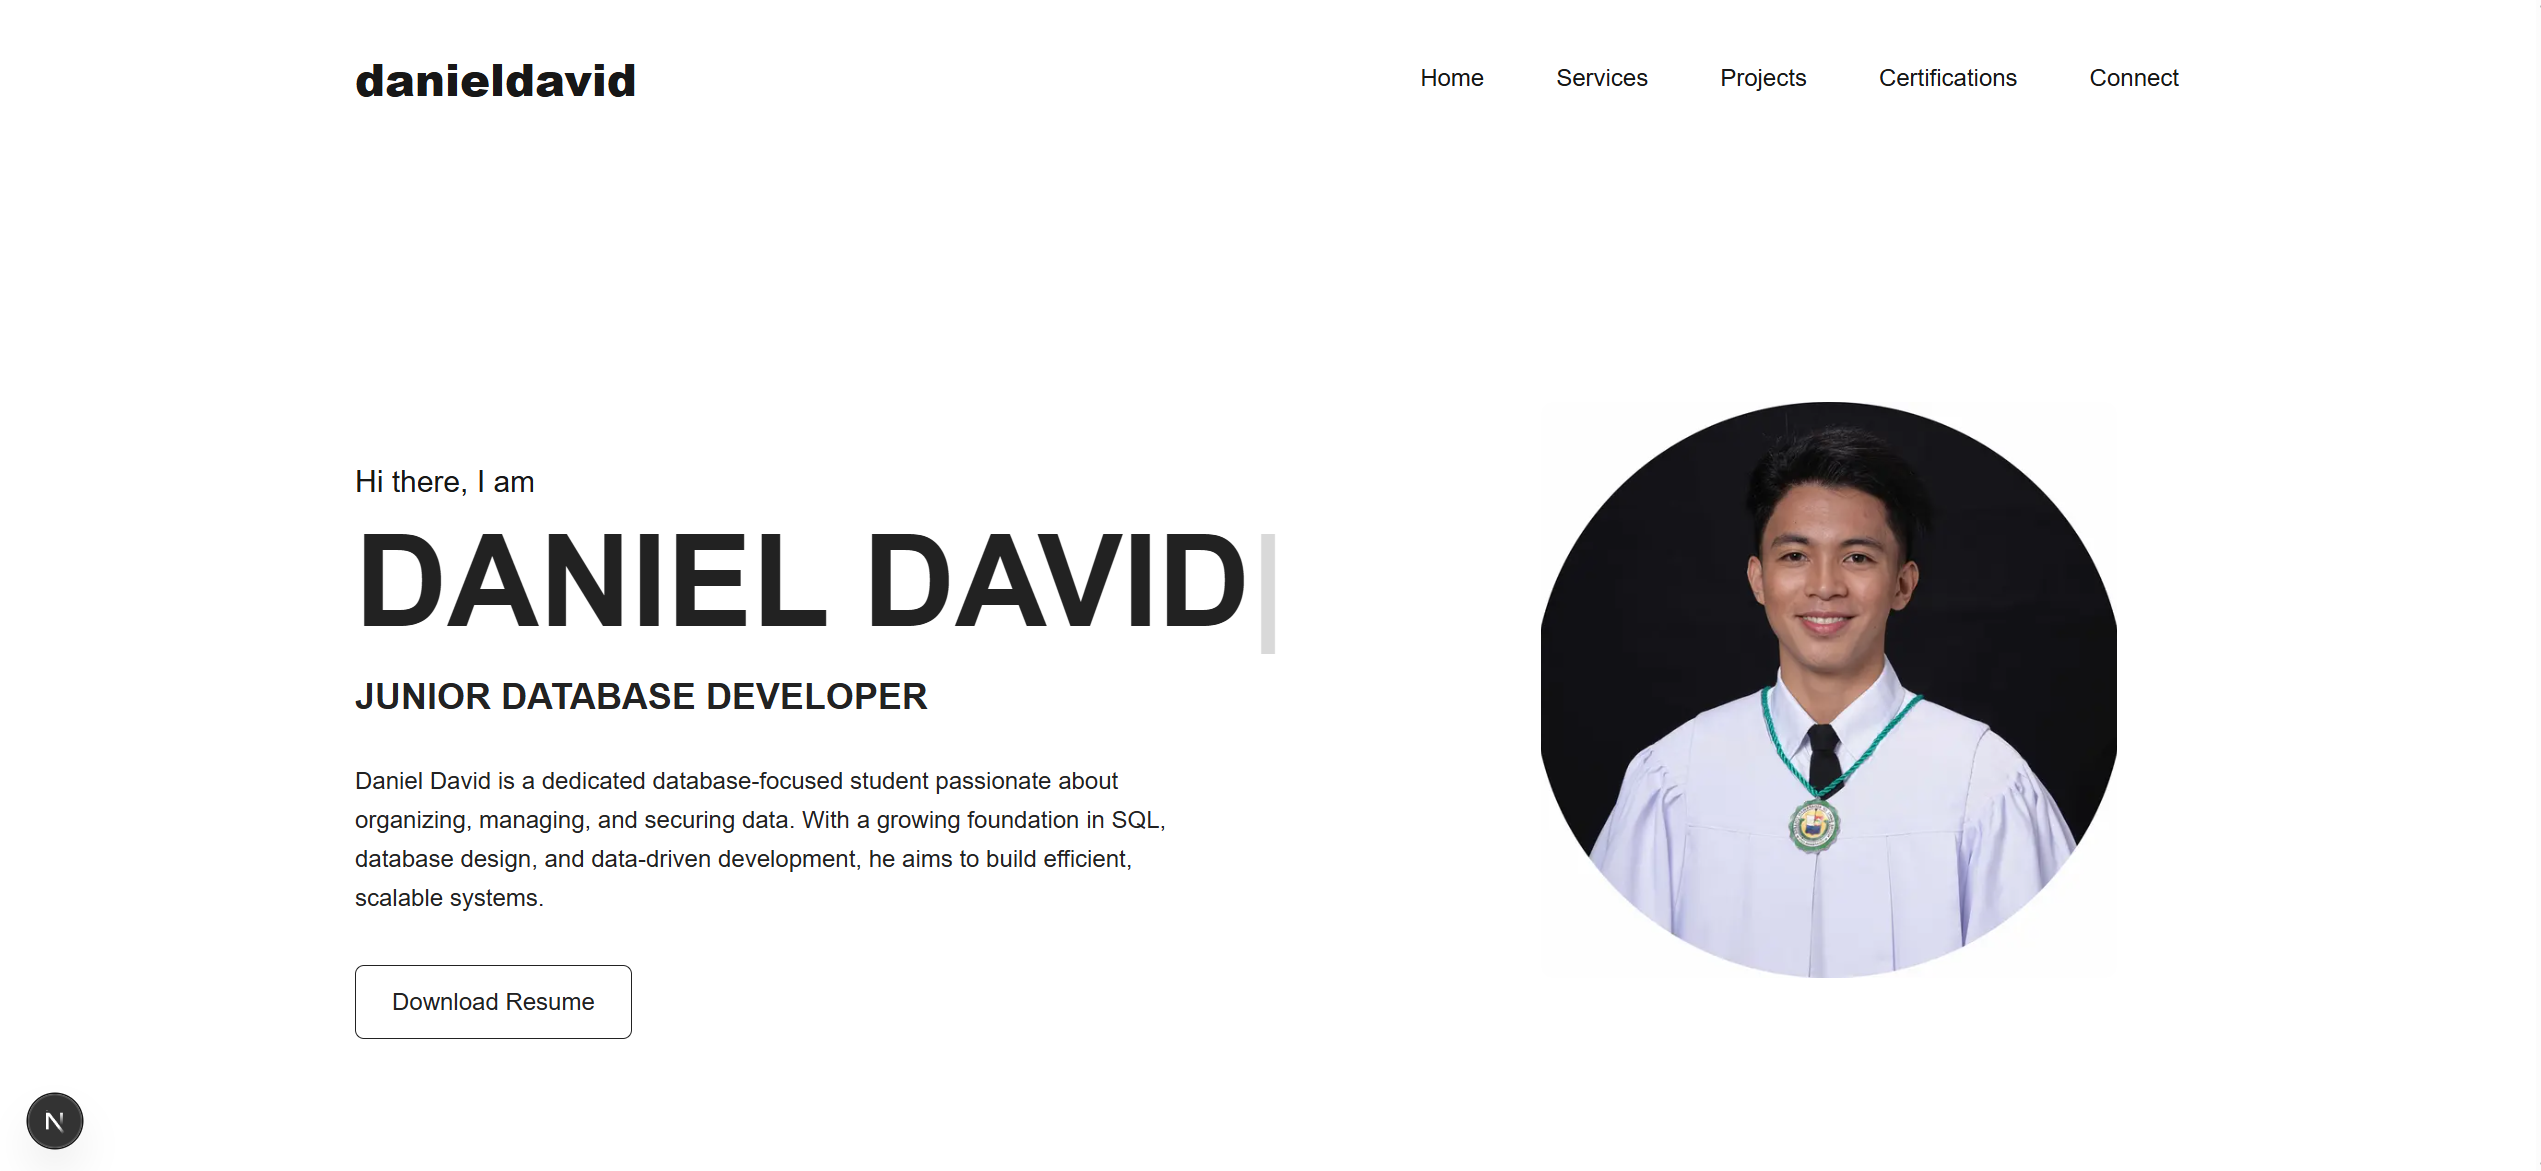 danieldavid
Home Services Projects Certifications Connect
Hi there, I am
DANIEL DAVID|
JUNIOR DATABASE DEVELOPER
Daniel David is a dedicated database-focused student passionate about
organizing, managing, and securing data. With a growing foundation in SQL,
database design, and data-driven development, he aims to build efficient,
scalable systems.
Download Resume
N